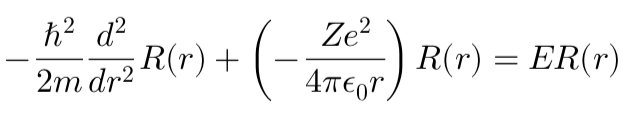 $-\frac{\hbar^2}{2m}\frac{d^2}{dr^2}R(r) + \left(-\frac{Ze^2}{4\pi\epsilon_0 r}\right)R(r) = ER(r)$